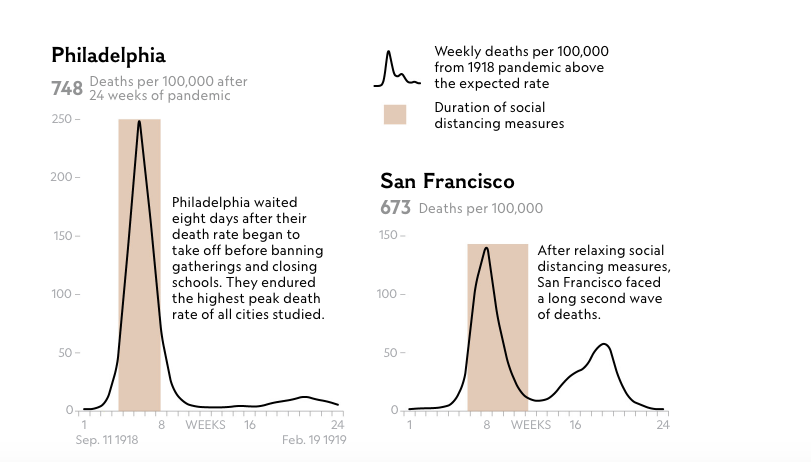 Philadelphia
748 Deaths per 100,000 after
24 weeks of pandemic
250
200
150
100
50
0
1
8
WEEKS
16
24
Sep. 11 1918
Feb. 19 1919
Philadelphia waited
eight days after their
death rate began to
take off before banning
gatherings and closing
schools. They endured
the highest peak death
rate of all cities studied.
Weekly deaths per 100,000
from 1918 pandemic above
the expected rate
Duration of social
distancing measures
San Francisco
673 Deaths per 100,000
150
100
50
0
1
8
WEEKS
16
24
After relaxing social
distancing measures,
San Francisco faced
a long second wave
of deaths.